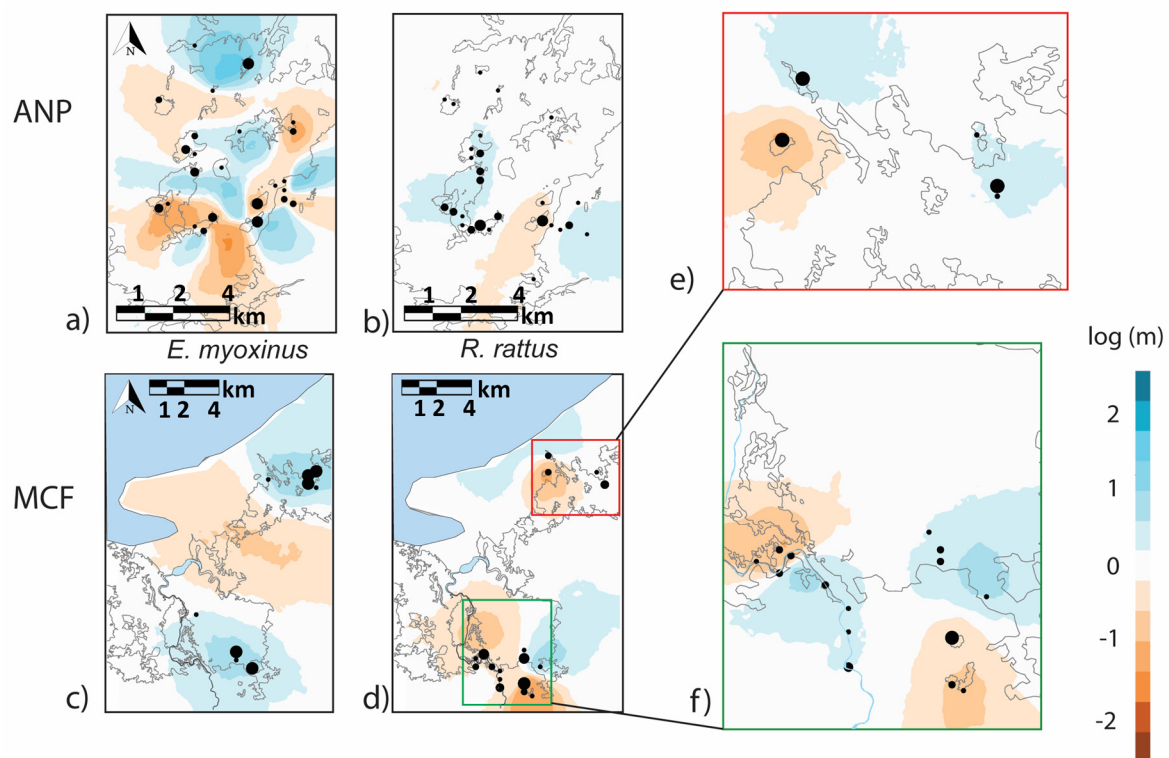 ANP
N
1 2 4
km
a)
E. myoxinus
1 2 4
km
b)
R. rattus
e)
MCF
N
km
1 2 4
c)
km
1 2 4
d)
f)
log (m)
2
1
0
-1
-2